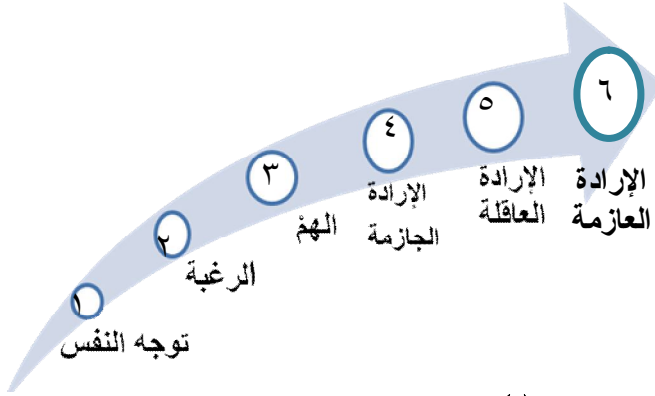 ١
توجه النفس
٢
الرغبة
٣
الهمْ
٤
الإرادة
الجازمة
٥
الإرادة
العاقلة
٦
الإرادة
العازمة